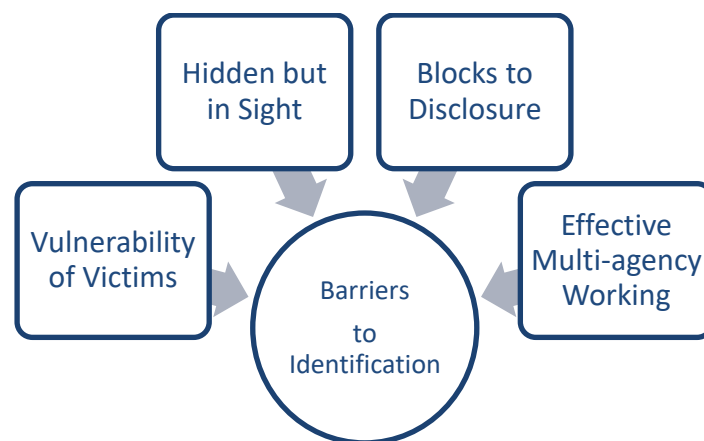 Hidden but
in Sight
Blocks to
Disclosure
Vulnerability
of Victims
Effective
Multi-agency
Working
Barriers
to
Identification